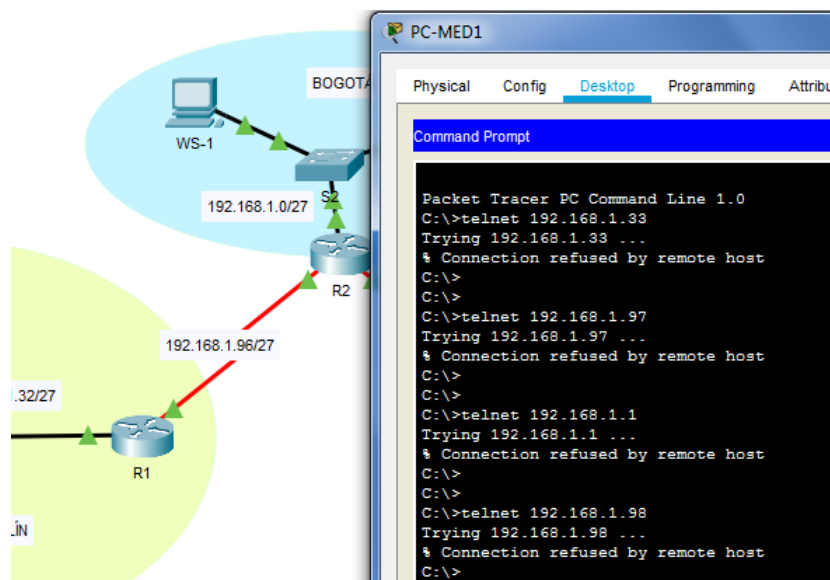 BOGOTÁ
WS-1
192.168.1.0/27
S2
R2
192.168.1.96/27
.32/27
R1
ÍN
PC-MED1
Physical Config Desktop Programming Attribu
Command Prompt
Packet Tracer PC Command Line 1.0
C:\>telnet 192.168.1.33
Trying 192.168.1.33 ...
% Connection refused by remote host
C:\>
C:\>
C:\>telnet 192.168.1.97
Trying 192.168.1.97 ...
% Connection refused by remote host
C:\>
C:\>
C:\>telnet 192.168.1.1
Trying 192.168.1.1 ...
% Connection refused by remote host
C:\>
C:\>
C:\>telnet 192.168.1.98
Trying 192.168.1.98 ...
% Connection refused by remote host
C:\>